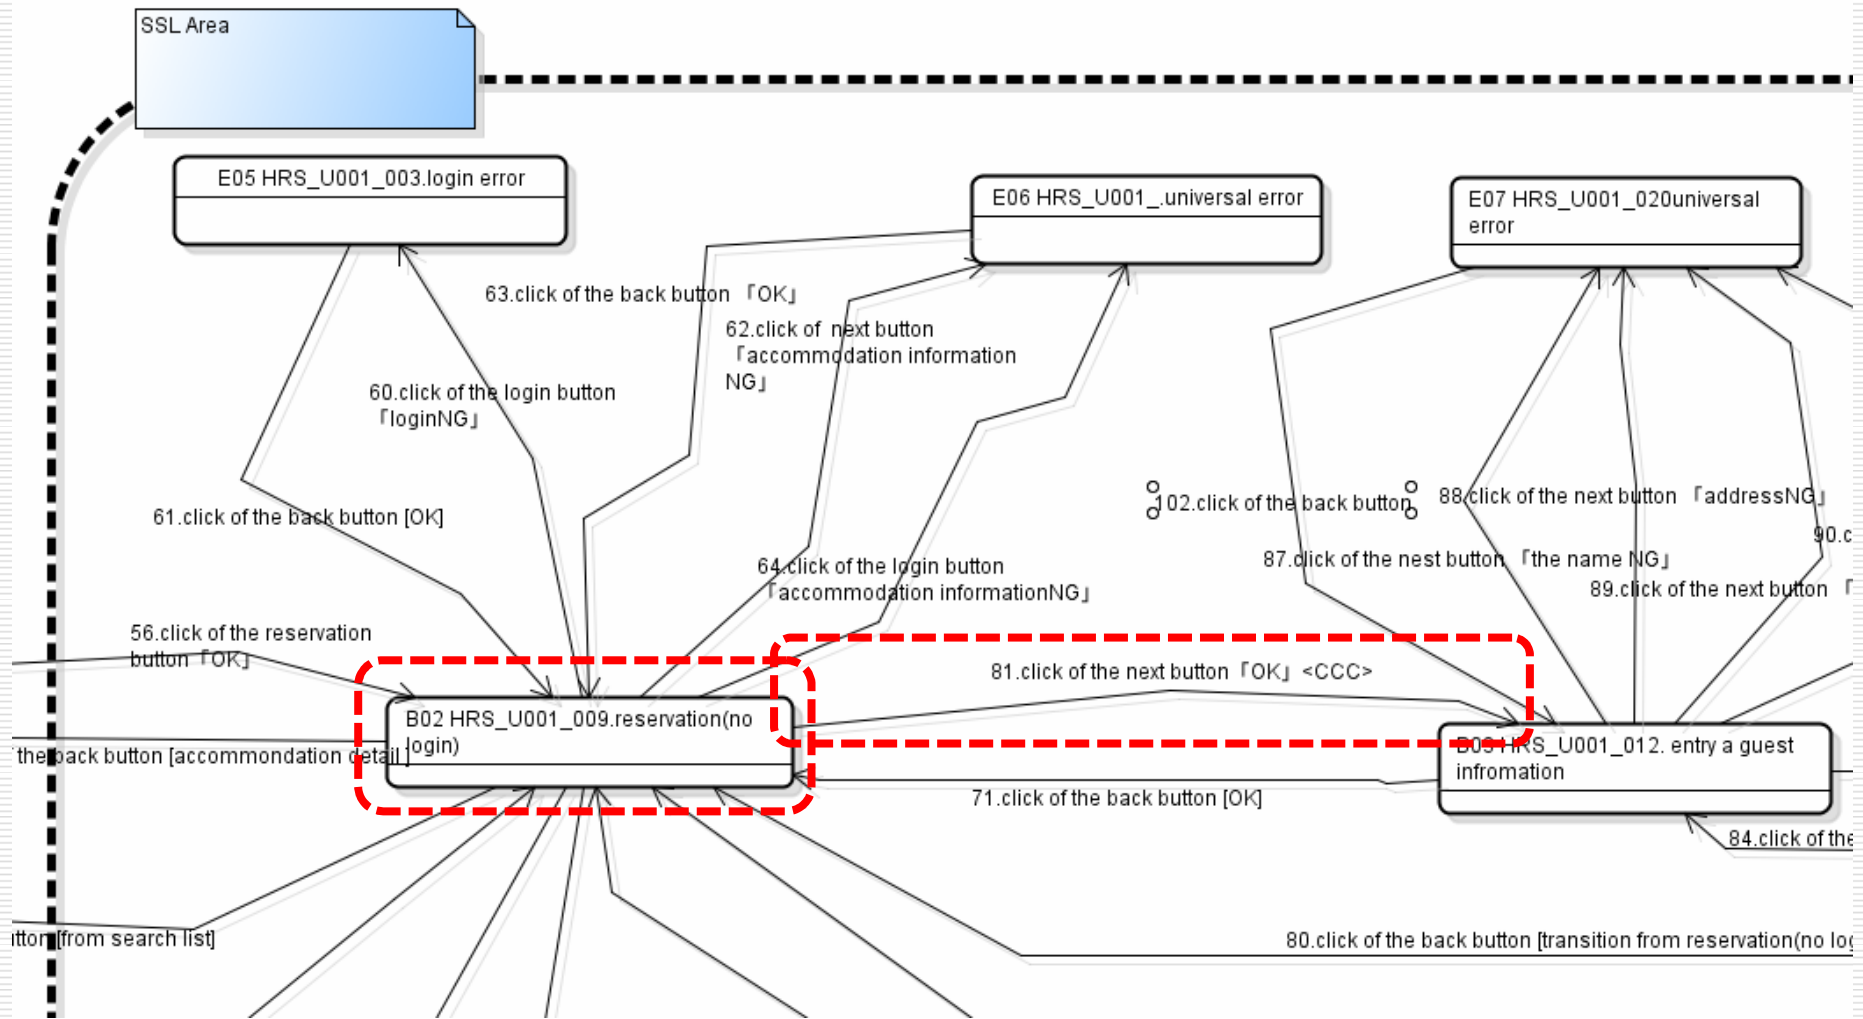 SSL Area
E05 HRS_U001_003.login error
E06 HRS_U001_.universal error
E07 HRS_U001_020universal
error
63.click of the back button 「OK」
62.click of next button
「accommodation information
NG」
60.click of the login button
「loginNG」
102.click of the back button
88.click of the next button 「addressNG」
61.click of the back button [OK]
90.c
87.click of the nest button 「the name NG」
64.click of the login button
「accommodation informationNG」
89.click of the next button 「
56.click of the reservation
button「OK」
81.click of the next button「OK」<CCC>
B02 HRS_U001_009.reservation(no
login)
the back button [accommondation detail ]
B03 HRS_U001_012. entry a guest
infromation
71.click of the back button [OK]
84.click of the
tton [from search list]
80.click of the back button [transition from reservation(no log